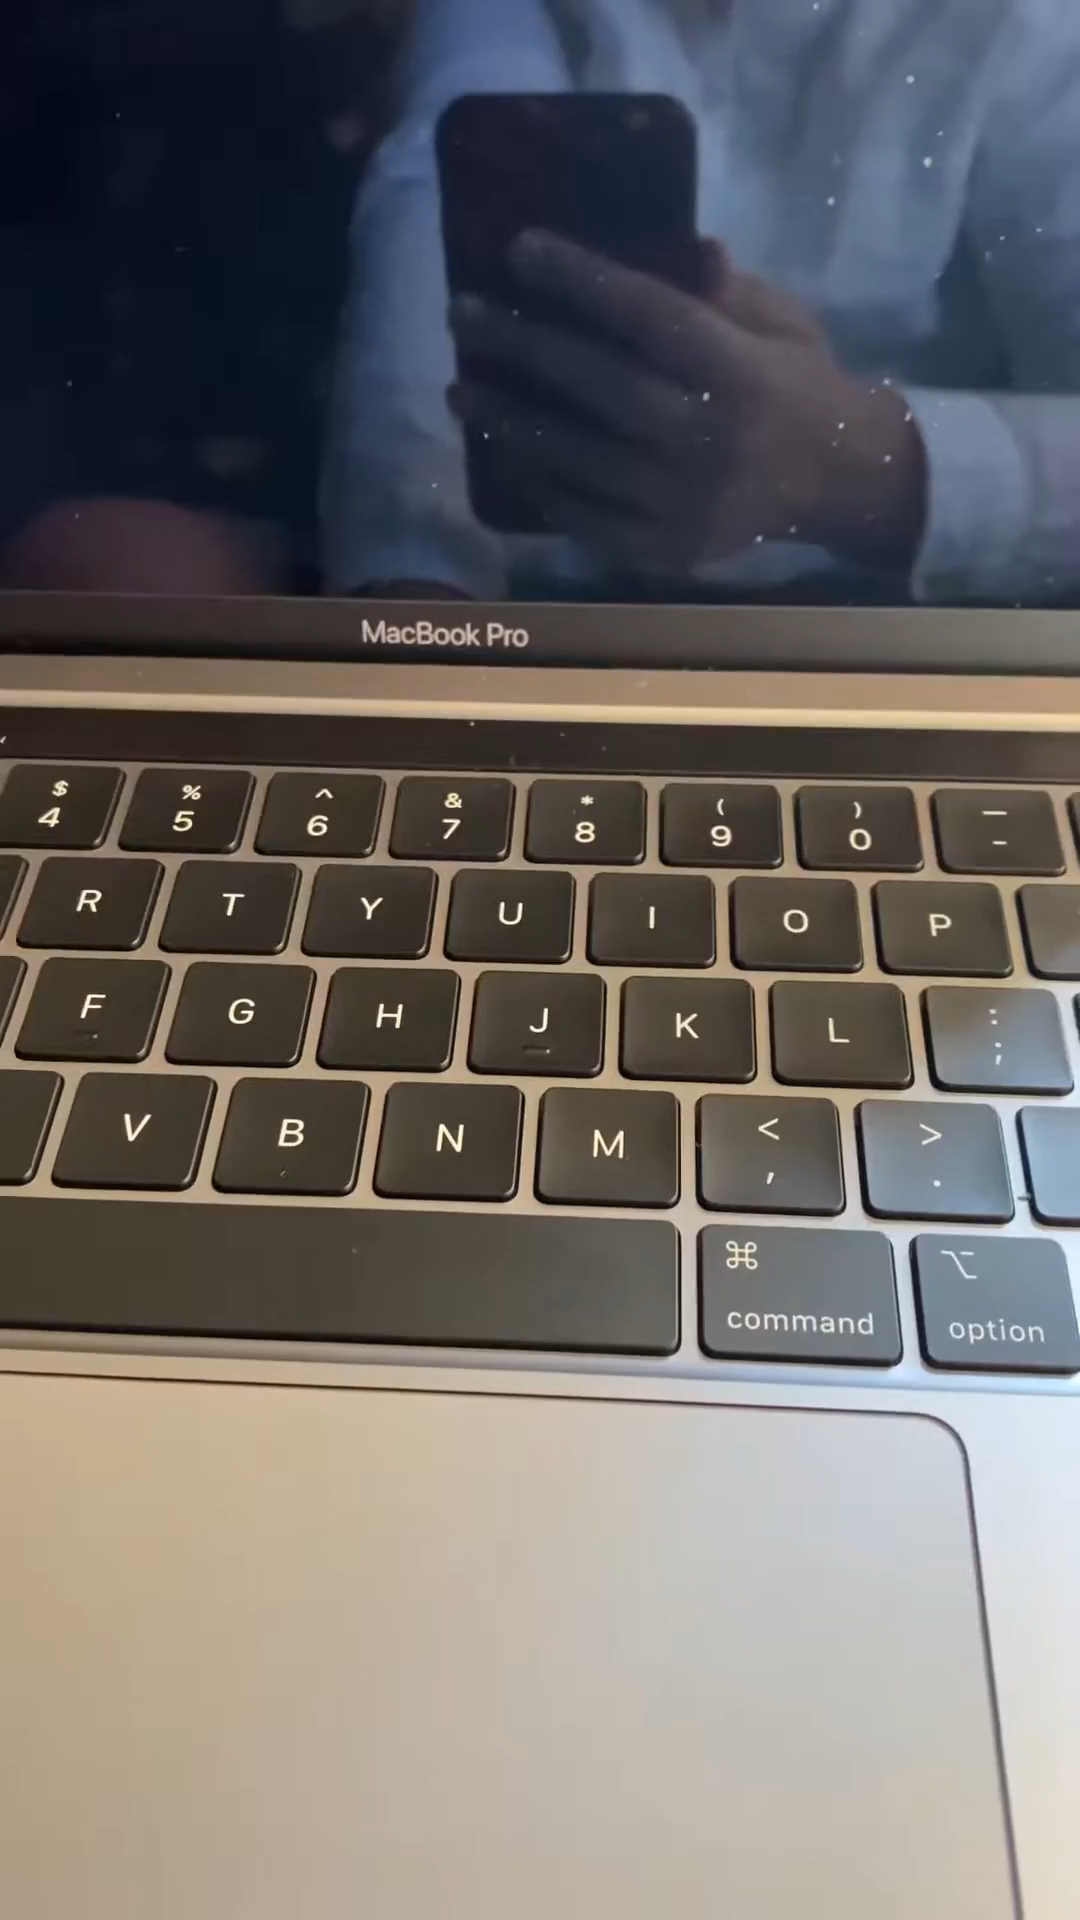 MacBook Pro
$ % ^ & * ( ) —
4 5 6 7 8 9 0 -
R T Y U I O P
F G H J K L : ;
V B N M < , > .
⌘ ⌥
command option